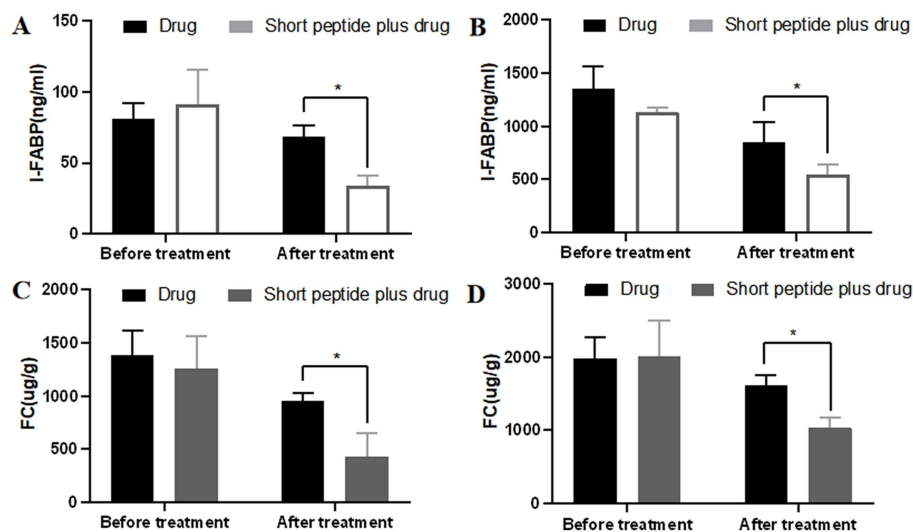 A
Drug
Short peptide plus drug
I-FABP(ng/ml)
150
100
50
0
*
Before treatment
After treatment
B
Drug
Short peptide plus drug
I-FABP(ng/ml)
2000
1500
1000
500
0
*
Before treatment
After treatment
C
Drug
Short peptide plus drug
FC(ug/g)
2000
1500
1000
500
0
*
Before treatment
After treatment
D
Drug
Short peptide plus drug
FC(ug/g)
3000
2000
1000
0
*
Before treatment
After treatment